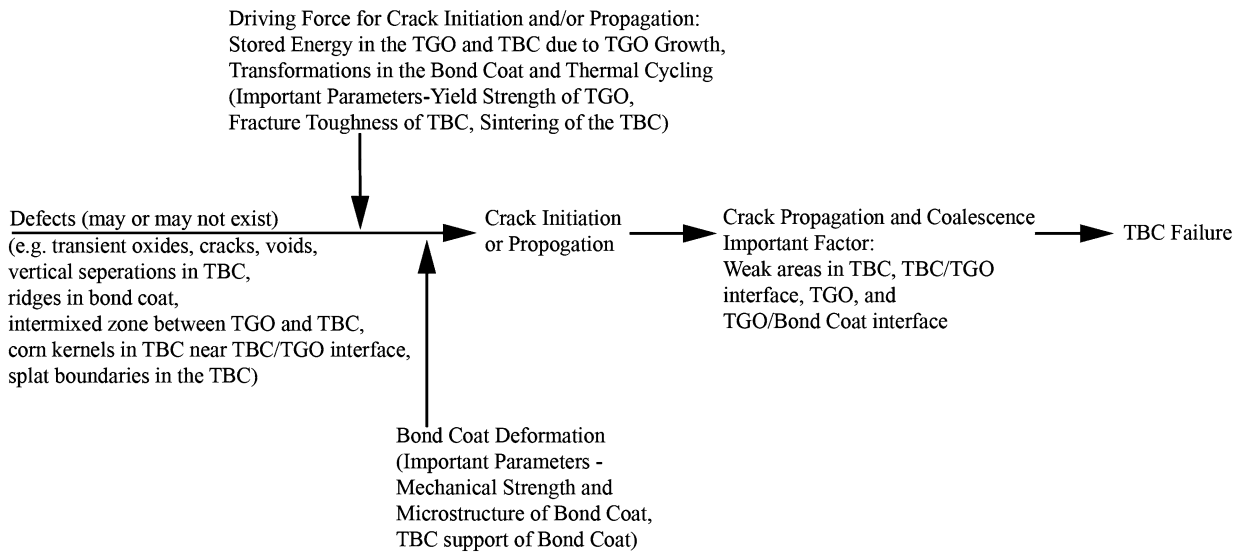 Driving Force for Crack Initiation and/or Propagation:
Stored Energy in the TGO and TBC due to TGO Growth,
Transformations in the Bond Coat and Thermal Cycling
(Important Parameters-Yield Strength of TGO,
Fracture Toughness of TBC, Sintering of the TBC)
Defects (may or may not exist)
(e.g. transient oxides, cracks, voids,
vertical seperations in TBC,
ridges in bond coat,
intermixed zone between TGO and TBC,
corn kernels in TBC near TBC/TGO interface,
splat boundaries in the TBC)
Crack Initiation
or Propogation
Crack Propagation and Coalescence
Important Factor:
Weak areas in TBC, TBC/TGO
interface, TGO, and
TGO/Bond Coat interface
TBC Failure
Bond Coat Deformation
(Important Parameters -
Mechanical Strength and
Microstructure of Bond Coat,
TBC support of Bond Coat)